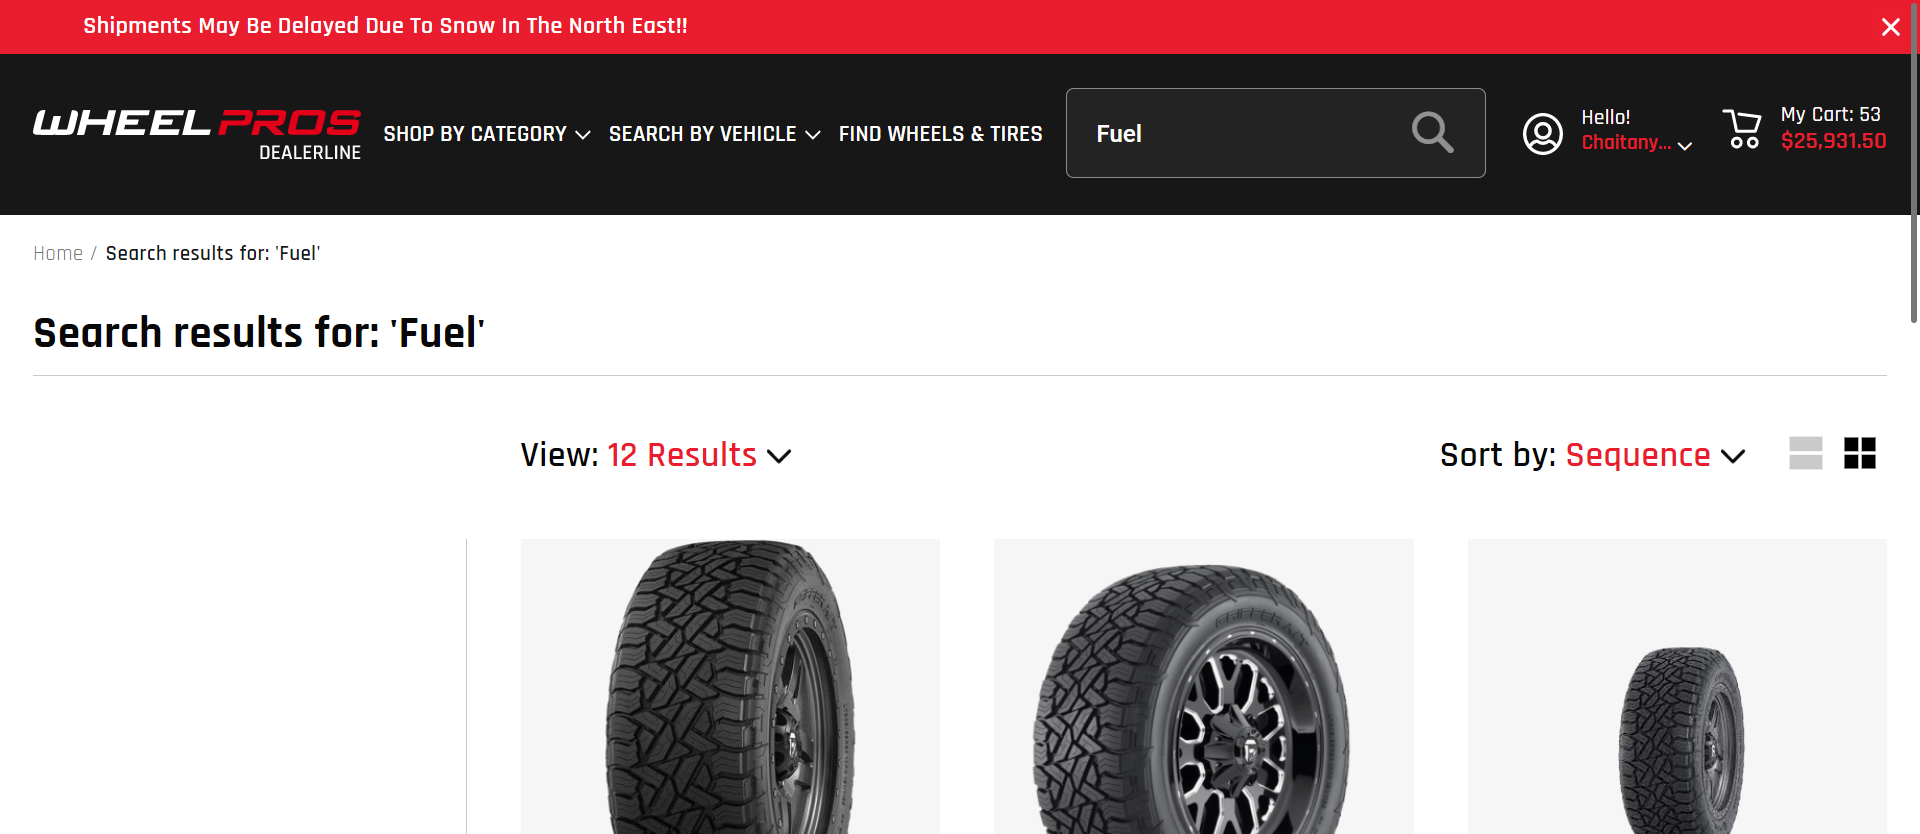 Shipments May Be Delayed Due To Snow In The North East!!
WHEEL PROS
DEALERLINE
SHOP BY CATEGORY
SEARCH BY VEHICLE
FIND WHEELS & TIRES
Fuel
Hello!
Chaitany...
My Cart: 53
$25,931.50
Home / Search results for: 'Fuel'
Search results for: 'Fuel'
View: 12 Results
Sort by: Sequence
GRIPPER